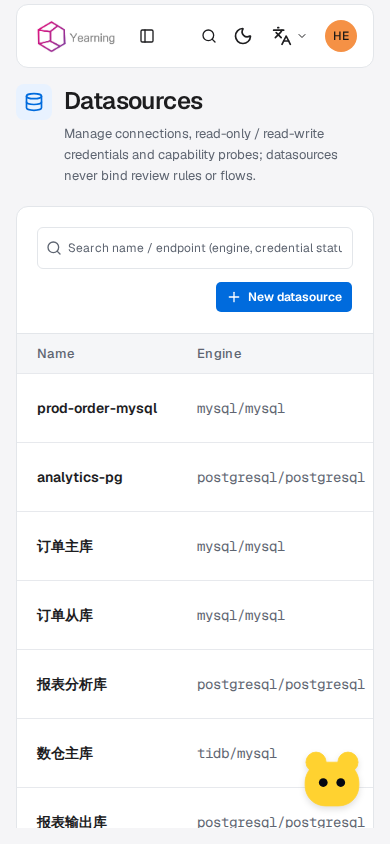 Yearning
HE
Datasources
Manage connections, read-only / read-write
credentials and capability probes; datasources
never bind review rules or flows.
Search name / endpoint (engine, credential statu
New datasource
Name Engine
prod-order-mysql mysql/mysql
analytics-pg postgresql/postgresql
订单主库 mysql/mysql
订单从库 mysql/mysql
报表分析库 postgresql/postgresql
数仓主库 tidb/mysql
报表输出库 postgresql/postgresql